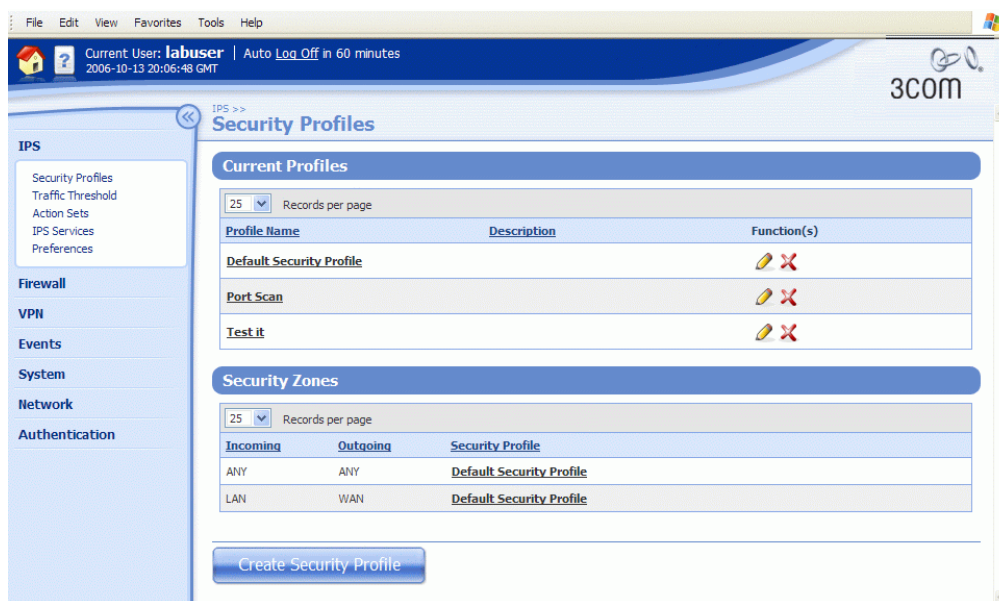 File Edit View Favorites Tools Help
Current User: labuser | Auto Log Off in 60 minutes
2006-10-13 20:06:48 GMT
3COM
IPS >>
Security Profiles
IPS
Security Profiles
Traffic Threshold
Action Sets
IPS Services
Preferences
Firewall
VPN
Events
System
Network
Authentication
Current Profiles
25 Records per page
Profile Name Description Function(s)
Default Security Profile
Port Scan
Test it
Security Zones
25 Records per page
Incoming Outgoing Security Profile
ANY ANY Default Security Profile
LAN WAN Default Security Profile
Create Security Profile